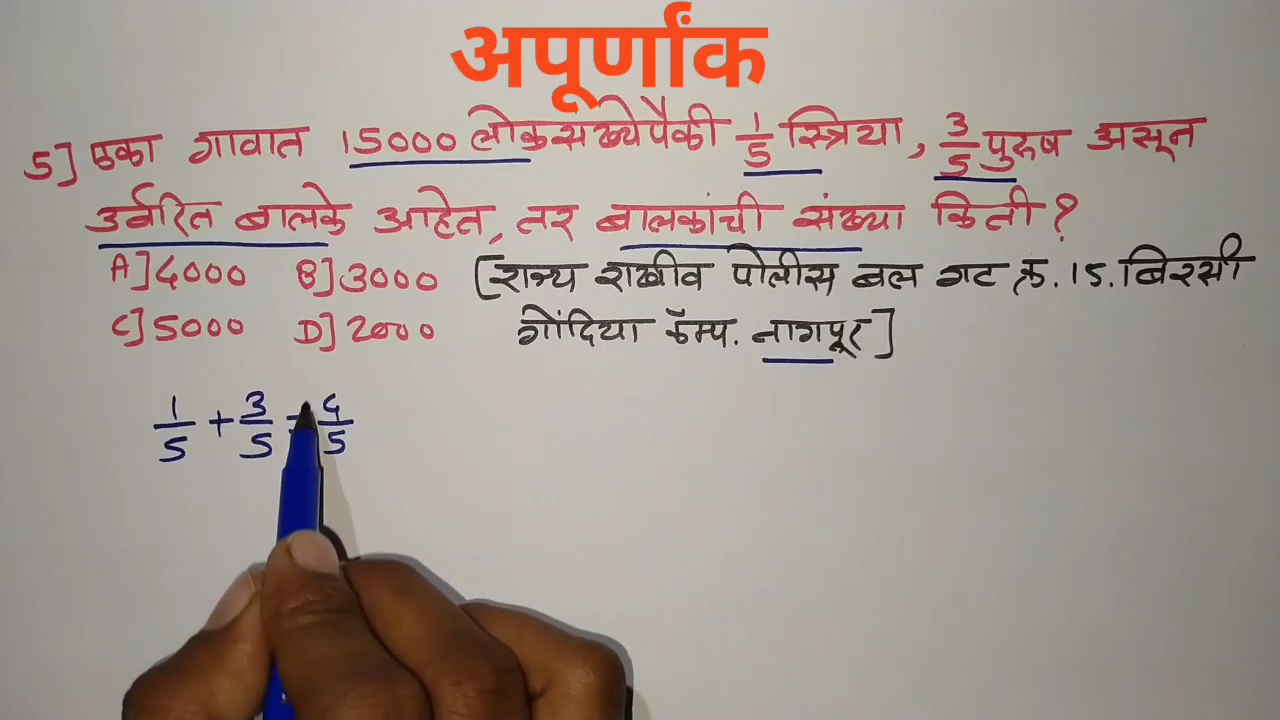 अपूर्णांक
5] एका गावात 15000 लोकसंख्येपैकी 1/5 स्त्रिया, 3/5 पुरुष असून
उर्वरित बालके आहेत, तर बालकांची संख्या किती ?
A] 4000 B] 3000 [राज्य राखीव पोलीस बल गट क्र. 15. बिरसी
C] 5000 D] 2000 गोंदिया कॅम्प. नागपूर]
1/5 + 3/5 = 4/5